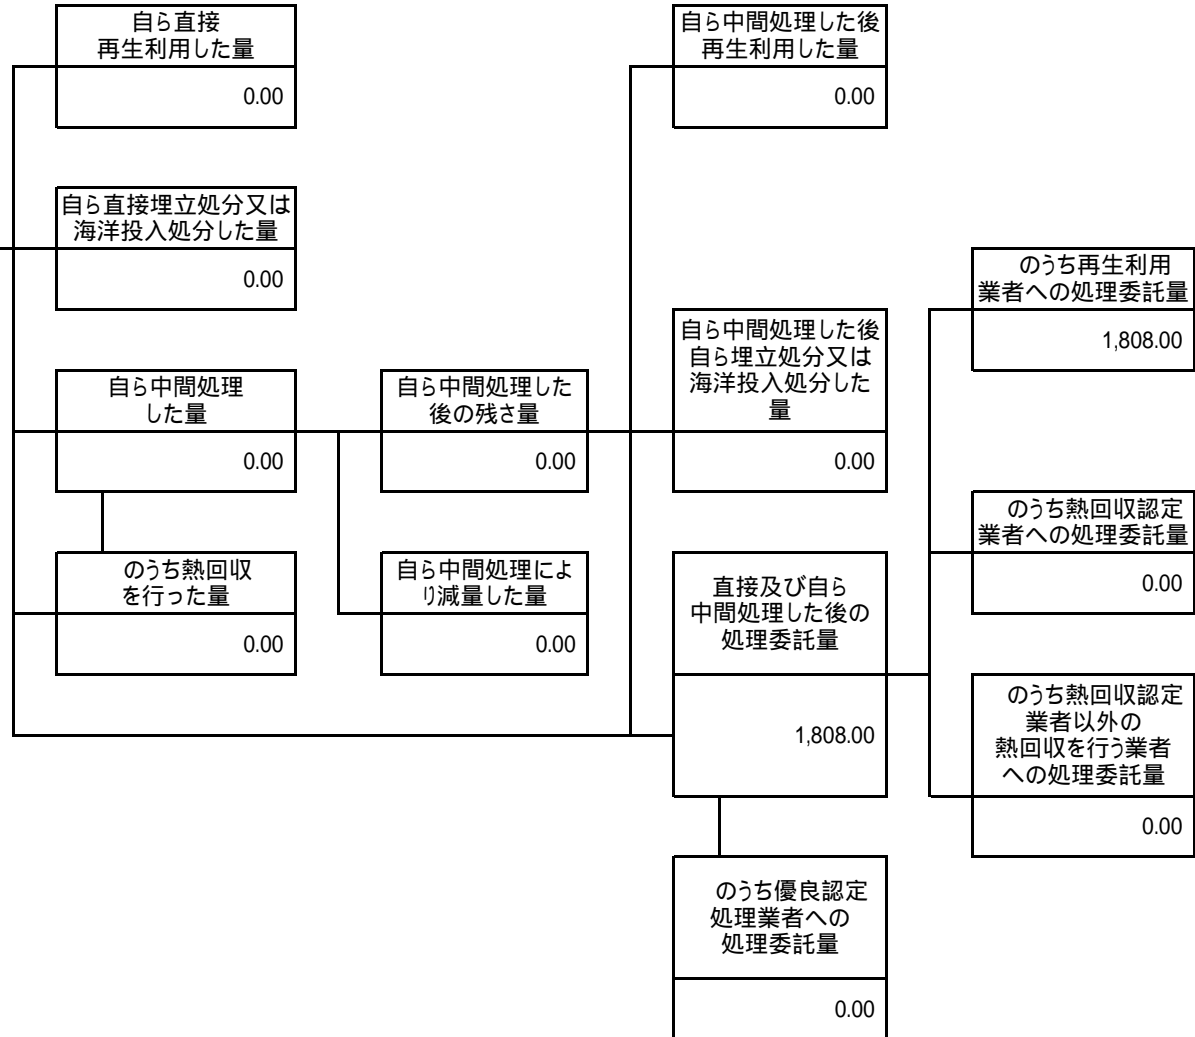 自ら直接
再生利用した量
0.00
自ら中間処理した後
再生利用した量
0.00
自ら直接埋立処分又は
海洋投入処分した量
0.00
のうち再生利用
業者への処理委託量
1,808.00
自ら中間処理した後
自ら埋立処分又は
海洋投入処分した
量
0.00
自ら中間処理
した量
0.00
自ら中間処理した
後の残さ量
0.00
のうち熱回収認定
業者への処理委託量
0.00
のうち熱回収
を行った量
0.00
自ら中間処理によ
り減量した量
0.00
直接及び自ら
中間処理した後の
処理委託量
1,808.00
のうち熱回収認定
業者以外の
熱回収を行う業者
への処理委託量
0.00
のうち優良認定
処理業者への
処理委託量
0.00